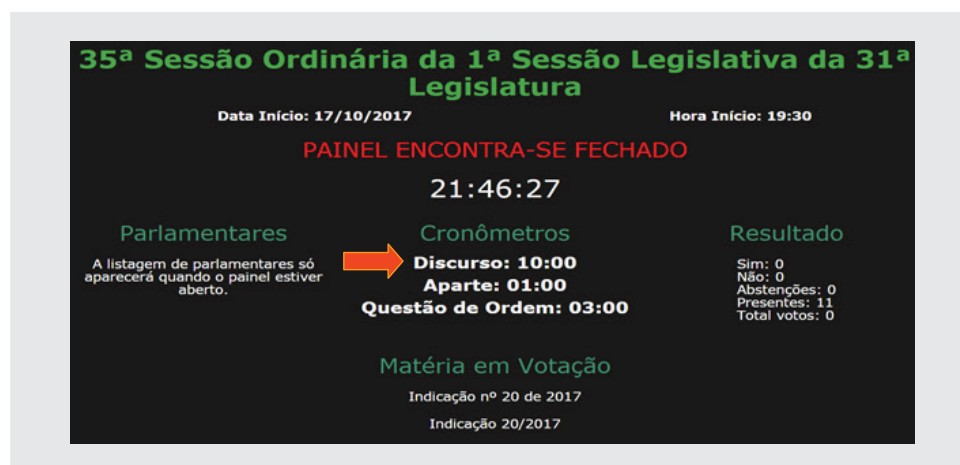 35ª Sessão Ordinária da 1ª Sessão Legislativa da 31ª
Legislatura
Data Início: 17/10/2017
Hora Início: 19:30
PAINEL ENCONTRA-SE FECHADO
21:46:27
Parlamentares
A listagem de parlamentares só
aparecerá quando o painel estiver
aberto.
Cronômetros
Discurso: 10:00
Aparte: 01:00
Questão de Ordem: 03:00
Resultado
Sim: 0
Não: 0
Abstenções: 0
Presentes: 11
Total votos: 0
Matéria em Votação
Indicação nº 20 de 2017
Indicação 20/2017